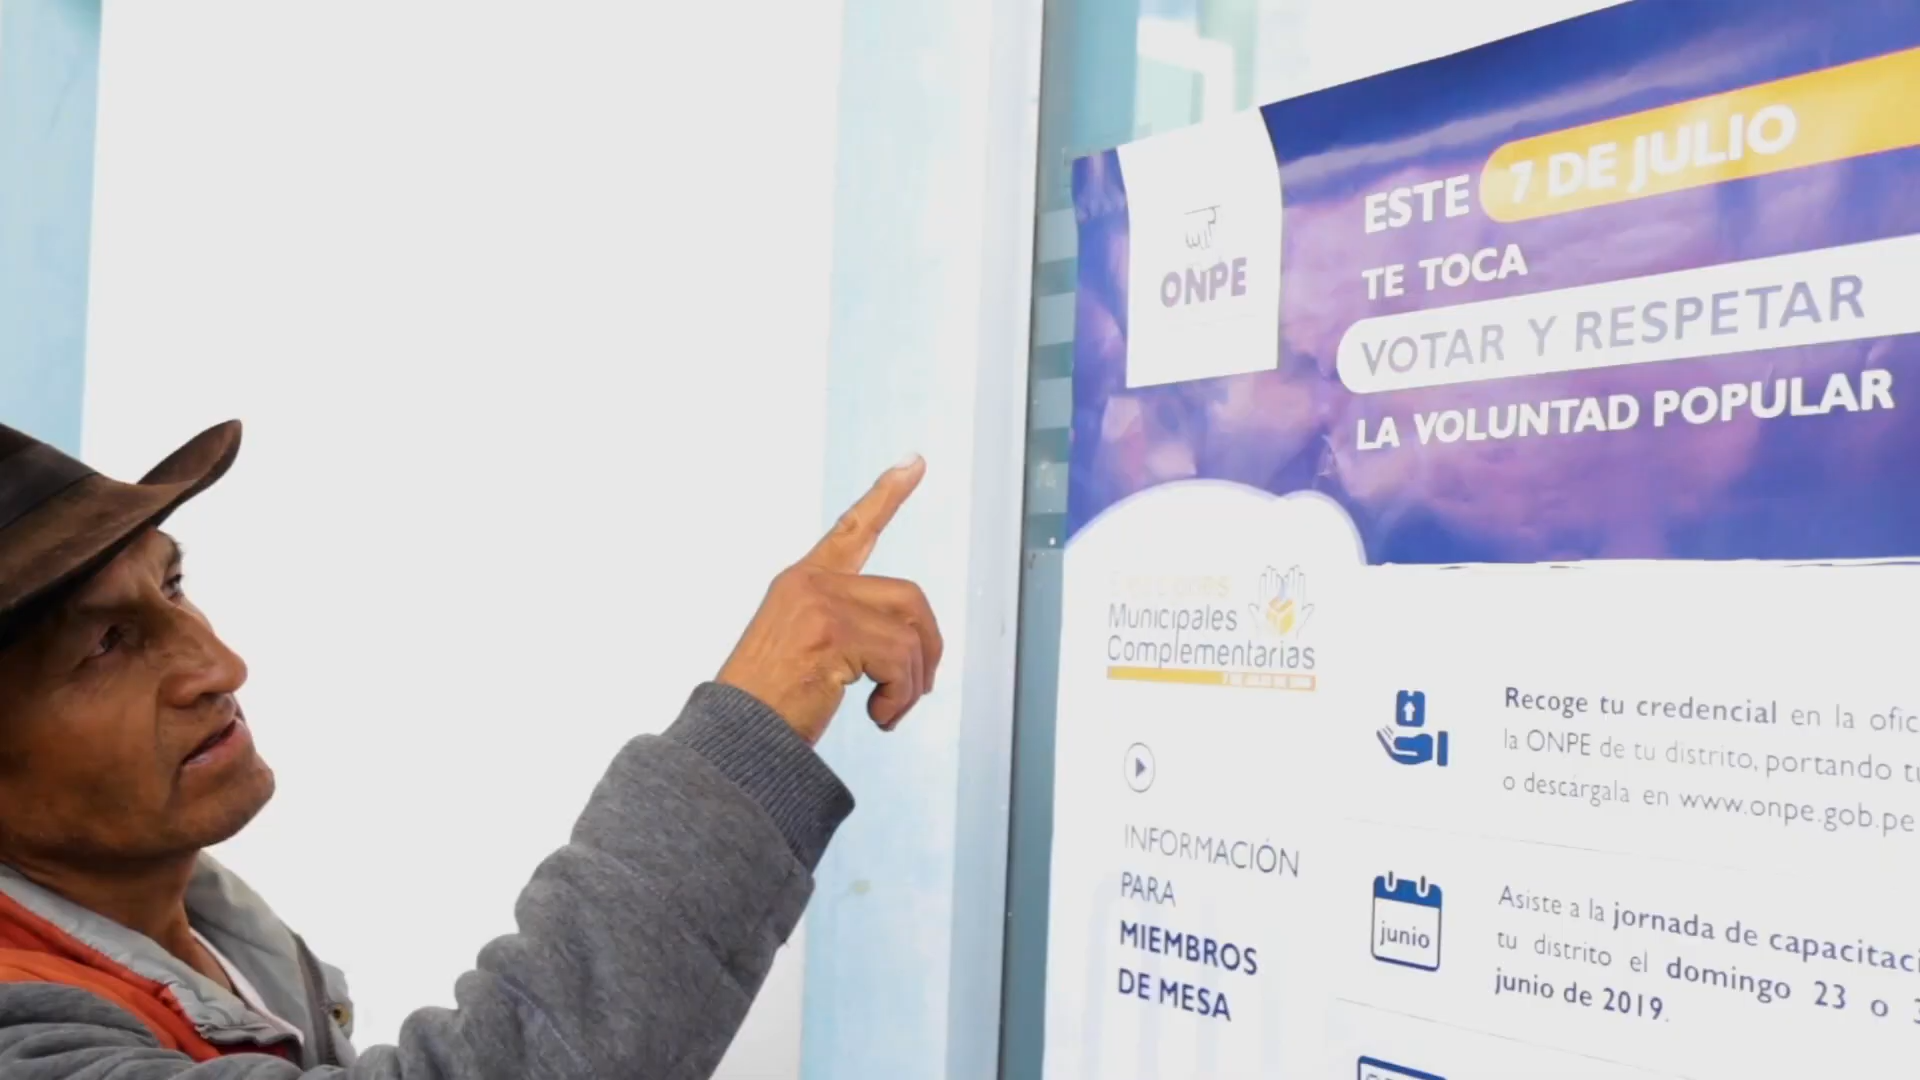 ONPE
ESTE 7 DE JULIO
TE TOCA
VOTAR Y RESPETAR
LA VOLUNTAD POPULAR
Elecciones
Municipales
Complementarias
INFORMACIÓN
PARA
MIEMBROS
DE MESA
Recoge tu credencial en la ofic
la ONPE de tu distrito, portando tu
o descárgala en www.onpe.gob.pe
junio
Asiste a la jornada de capacitaci
tu distrito el domingo 23 o 3
junio de 2019.